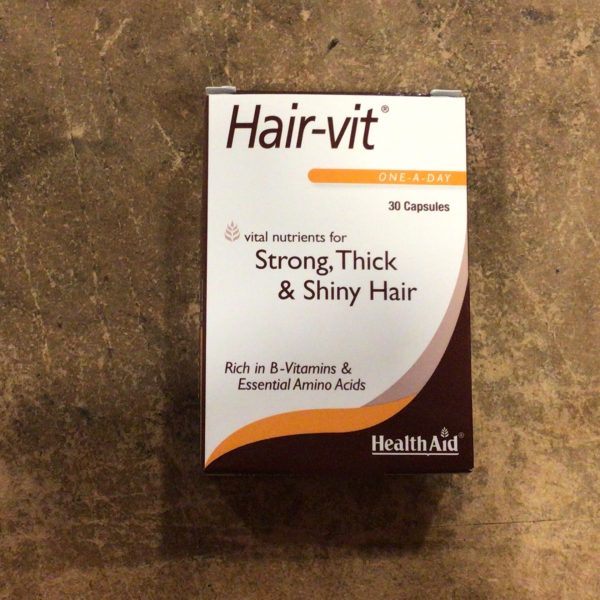 Hair-vit®
ONE-A-DAY
30 Capsules
vital nutrients for
Strong, Thick
& Shiny Hair
Rich in B-Vitamins &
Essential Amino Acids
HealthAid®